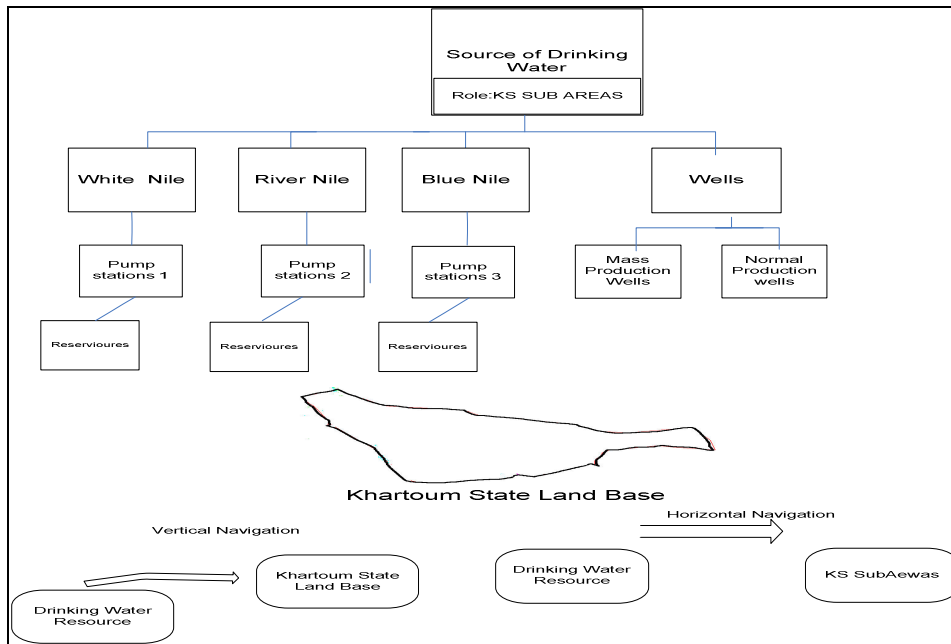 Source of Drinking
Water
Role:KS SUB AREAS
White Nile
River Nile
Blue Nile
Wells
Pump
stations 1
Pump
stations 2
Pump
stations 3
Mass
Production
Wells
Normal
Production
wells
Reservioures
Reservioures
Reservioures
Khartoum State Land Base
Vertical Navigation
Horizontal Navigation
Drinking Water
Resource
Khartoum State
Land Base
Drinking Water
Resource
KS SubAewas